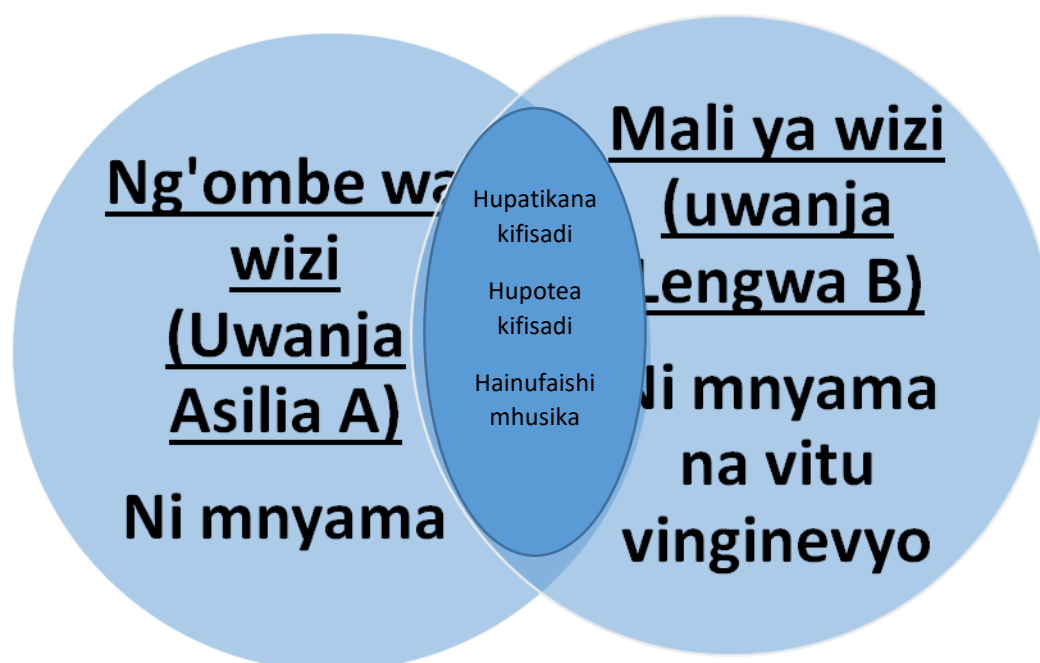 Ng'ombe wa
wizi
(Uwanja
Asilia A)
Ni mnyama
Hupatikana
kifisadi
Hupotea
kifisadi
Hainufaishi
mhusika
Mali ya wizi
(uwanja
Lengwa B)
Ni mnyama
na vitu
vinginevyo